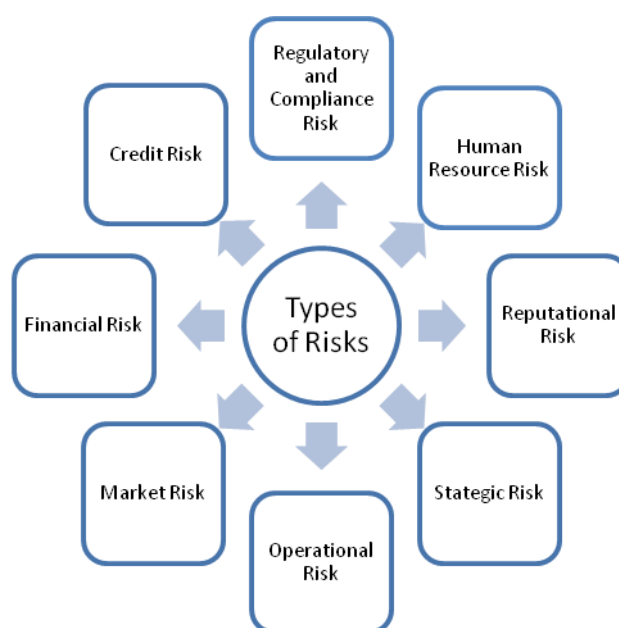 Regulatory
and
Compliance
Risk
Credit Risk
Human
Resource Risk
Types
of Risks
Financial Risk
Reputational
Risk
Market Risk
Stategic Risk
Operational
Risk